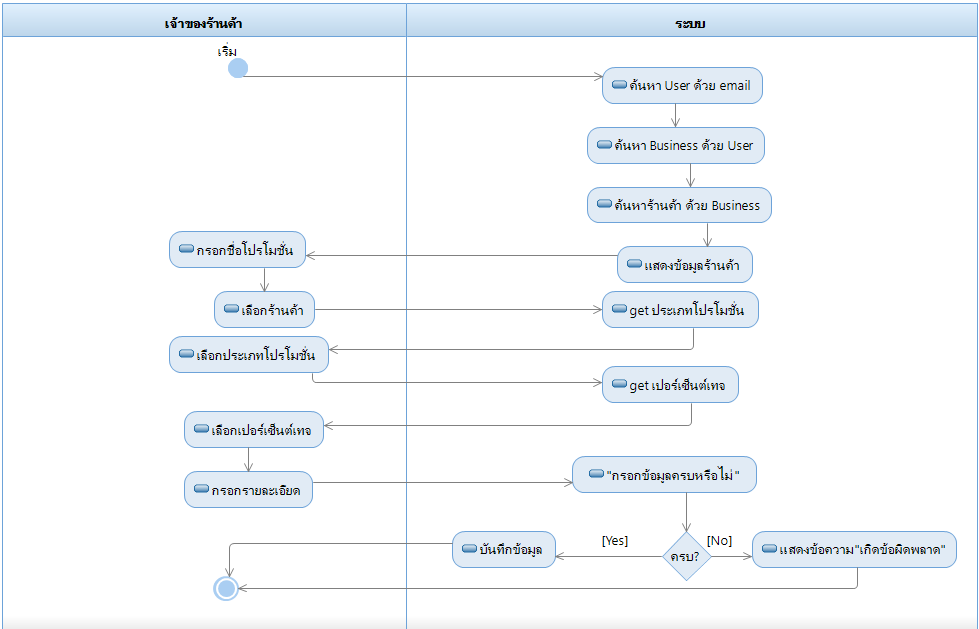 เจ้าของร้านค้า
ระบบ
เริ่ม
ค้นหา User ด้วย email
ค้นหา Business ด้วย User
ค้นหาร้านค้า ด้วย Business
กรอกชื่อโปรโมชั่น
แสดงข้อมูลร้านค้า
เลือกร้านค้า
get ประเภทโปรโมชั่น
เลือกประเภทโปรโมชั่น
get เปอร์เซ็นต์เทจ
เลือกเปอร์เซ็นต์เทจ
กรอกรายละเอียด
"กรอกข้อมูลครบหรือไม่"
[Yes]
[No]
บันทึกข้อมูล
ครบ?
แสดงข้อความ"เกิดข้อผิดพลาด"